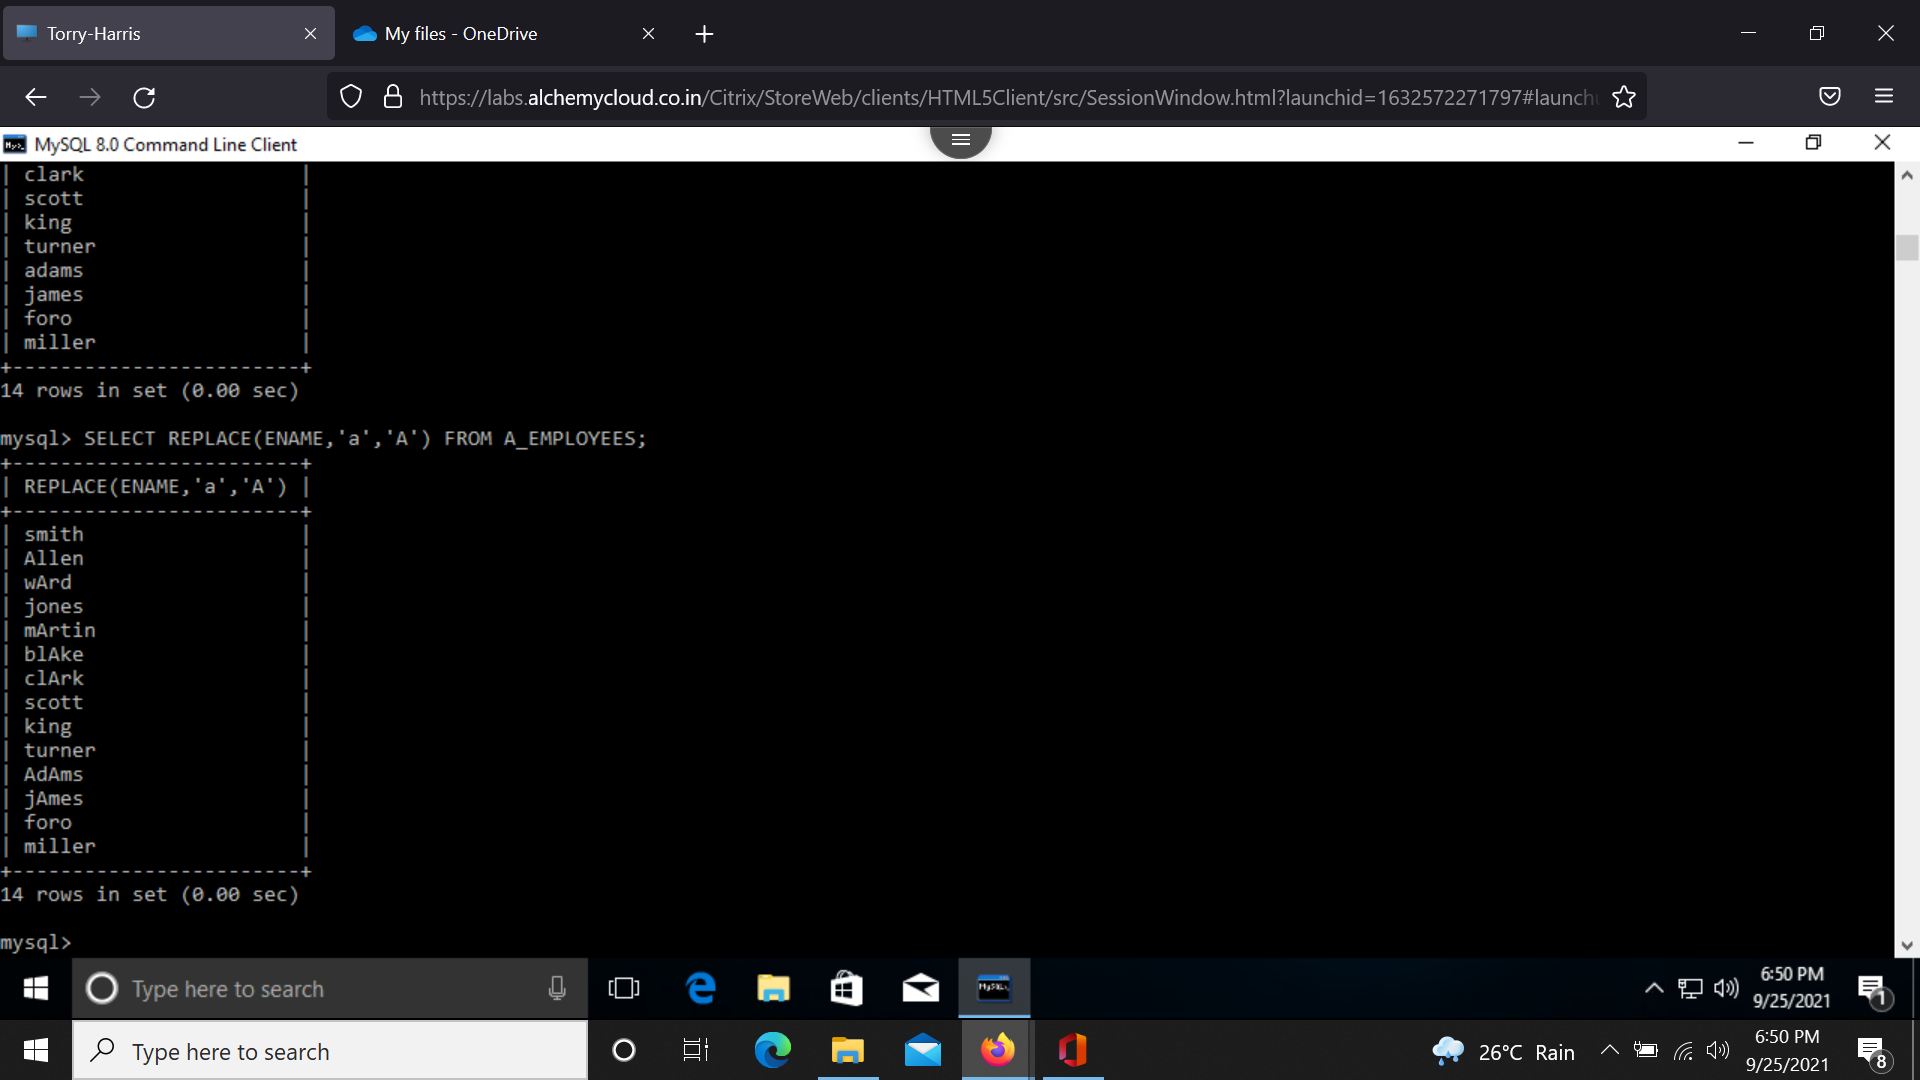 Torry-Harris
My files - OneDrive
https://labs.alchemycloud.co.in/Citrix/StoreWeb/clients/HTML5Client/src/SessionWindow.html?launchid=1632572271797#launch
MySQL 8.0 Command Line Client
| clark |
| scott |
| king |
| turner |
| adams |
| james |
| foro |
| miller |
+------------------------+
14 rows in set (0.00 sec)
mysql> SELECT REPLACE(ENAME,'a','A') FROM A_EMPLOYEES;
+------------------------+
| REPLACE(ENAME,'a','A') |
+------------------------+
| smith |
| Allen |
| wArd |
| jones |
| mArtin |
| blAke |
| clArk |
| scott |
| king |
| turner |
| AdAms |
| jAmes |
| foro |
| miller |
+------------------------+
14 rows in set (0.00 sec)
mysql>
Type here to search
6:50 PM
9/25/2021
1
Type here to search
26°C Rain
6:50 PM
9/25/2021
8